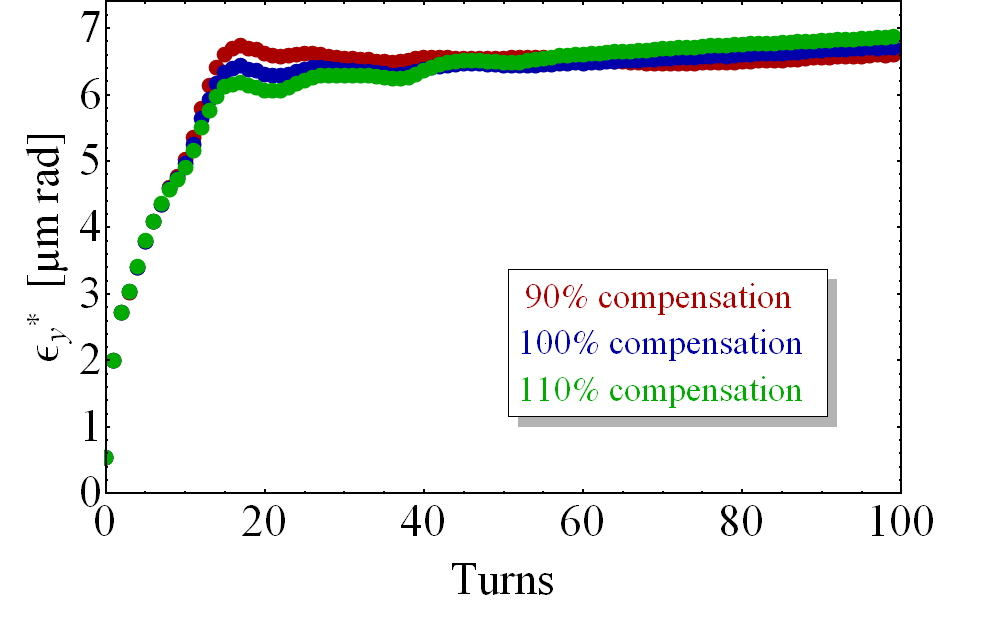 7
6
5
4
3
2
1
0
ϵy* [μm rad]
90% compensation
100% compensation
110% compensation
0 20 40 60 80 100
Turns